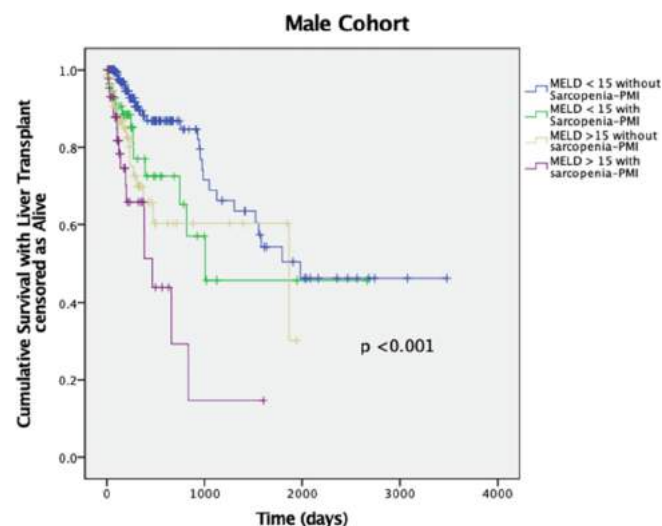 Male Cohort
Cumulative Survival with Liver Transplant
censored as Alive
1.0
0.8
0.6
0.4
0.2
0.0
0
1000
2000
3000
4000
Time (days)
p <0.001
MELD < 15 without
Sarcopenia-PMI
MELD < 15 with
Sarcopenia-PMI
MELD >15 without
sarcopenia-PMI
MELD > 15 with
sarcopenia-PMI